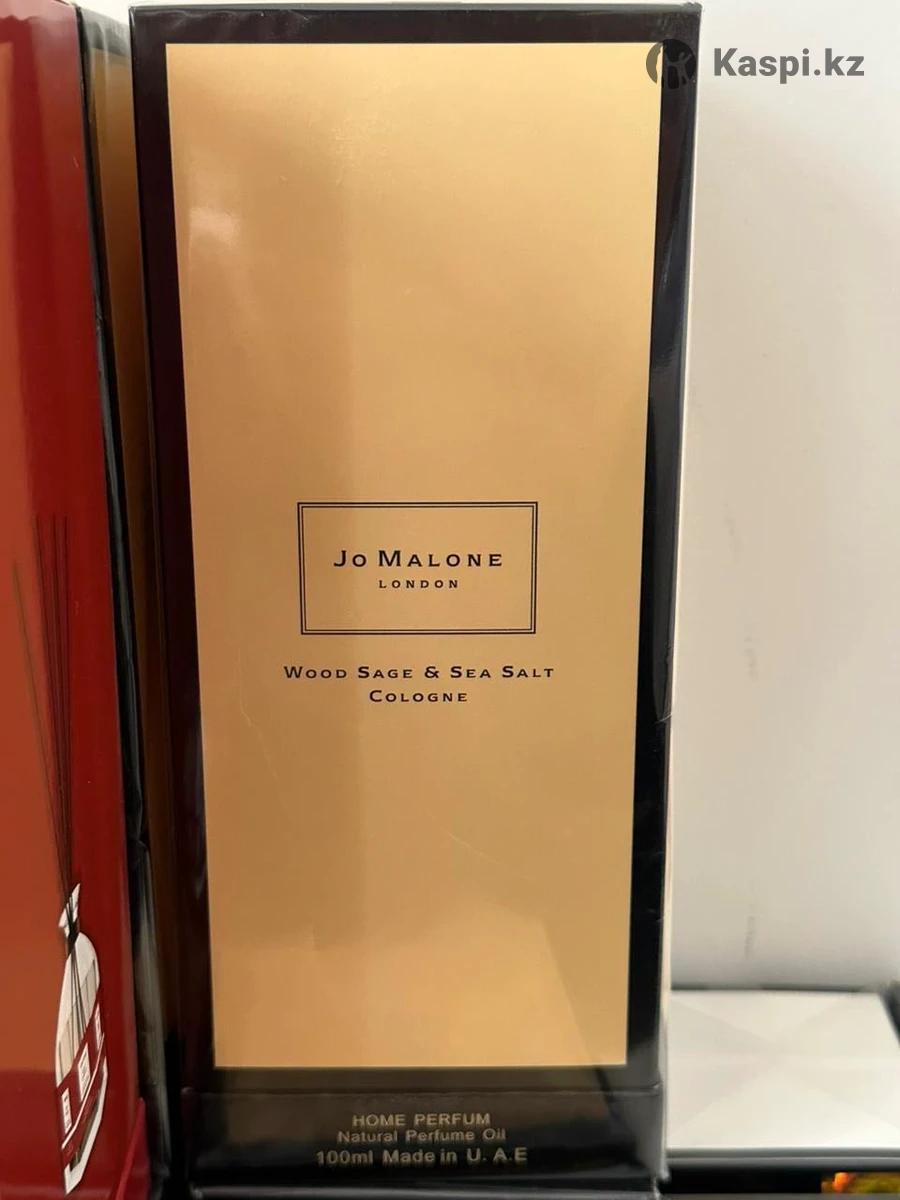 Kaspi.kz
JO MALONE
LONDON
WOOD SAGE & SEA SALT
COLOGNE
HOME PERFUM
Natural Perfume Oil
100ml Made in U.A.E